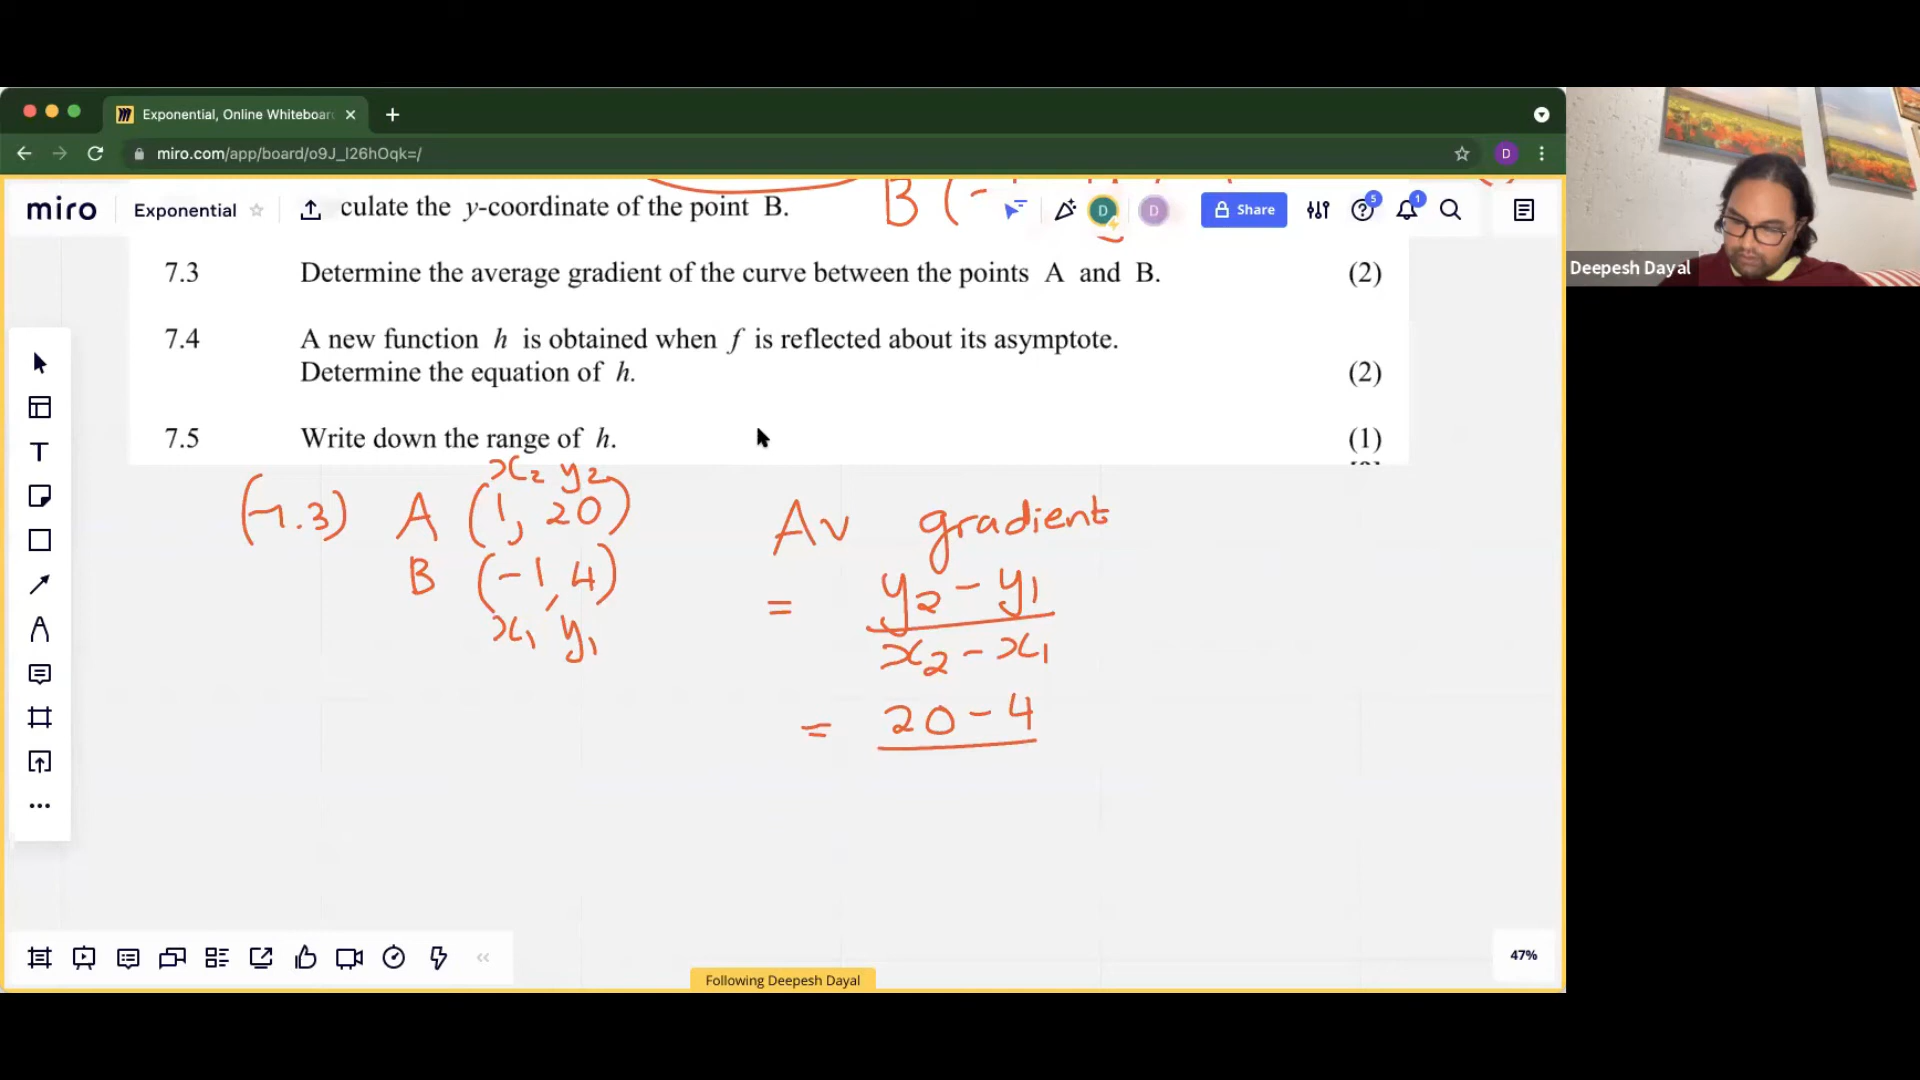 Exponential, Online Whiteboar
miro.com/app/board/o9J_l26hOqk=/
D
miro
Exponential
culate the y-coordinate of the point B.
B (-
D
D
Share
5
1
7.3 Determine the average gradient of the curve between the points A and B. (2)
7.4 A new function h is obtained when f is reflected about its asymptote.
Determine the equation of h. (2)
7.5 Write down the range of h. (1)
x₂ y₂
(7.3) A (1, 20)
B (-1, 4)
x₁ y₁
Av gradient
= y₂ - y₁
x₂ - x₁
= 20 - 4
T
47%
Following Deepesh Dayal
Deepesh Dayal